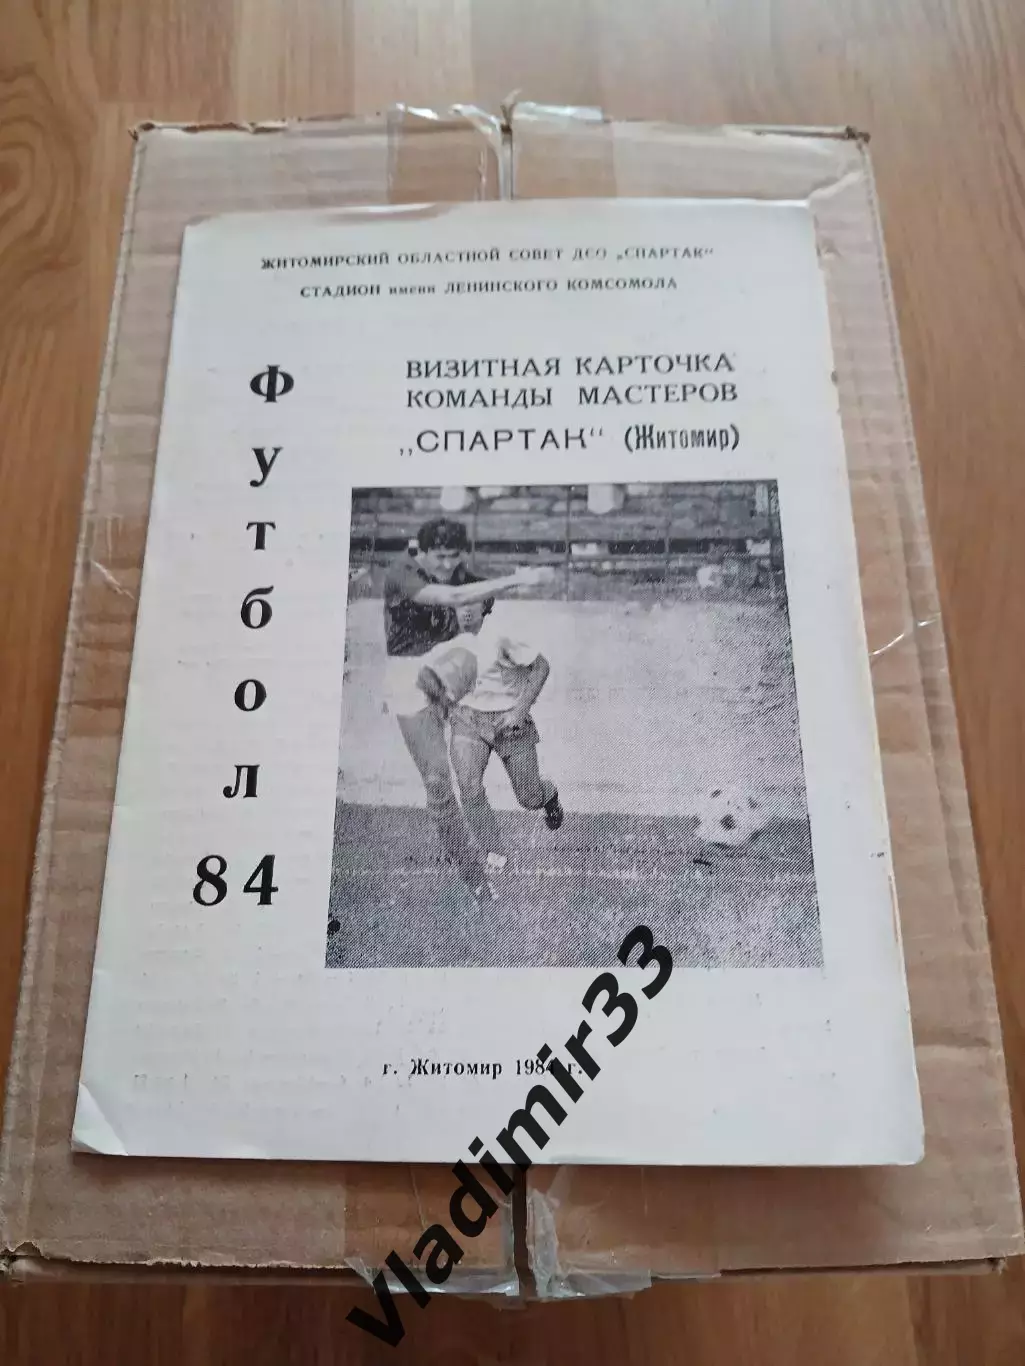 ЖИТОМИРСКИЙ ОБЛАСТНОЙ СОВЕТ ДСО „СПАРТАК"
СТАДИОН имени ЛЕНИНСКОГО КОМСОМОЛА
Футбол
84
ВИЗИТНАЯ КАРТОЧКА
КОМАНДЫ МАСТЕРОВ
„СПАРТАК" (Житомир)
г. Житомир 1984 г.
vladimir33